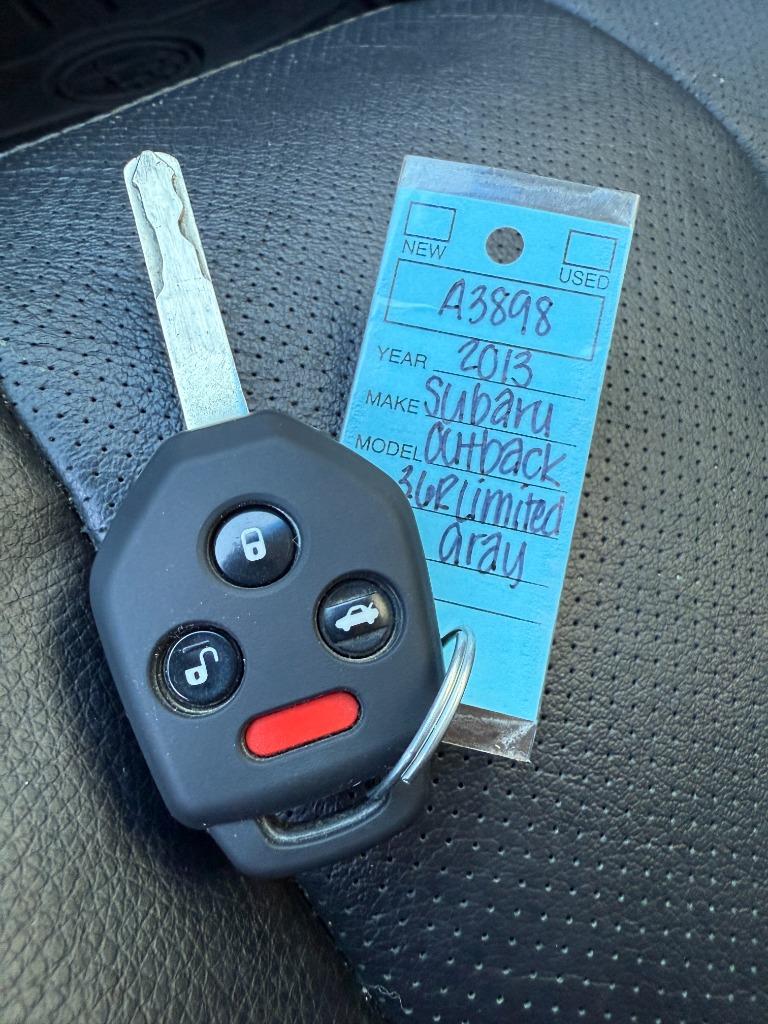 NEW
USED
A3898
YEAR 2013
MAKE Subaru
MODEL Outback
3.6R Limited
Gray